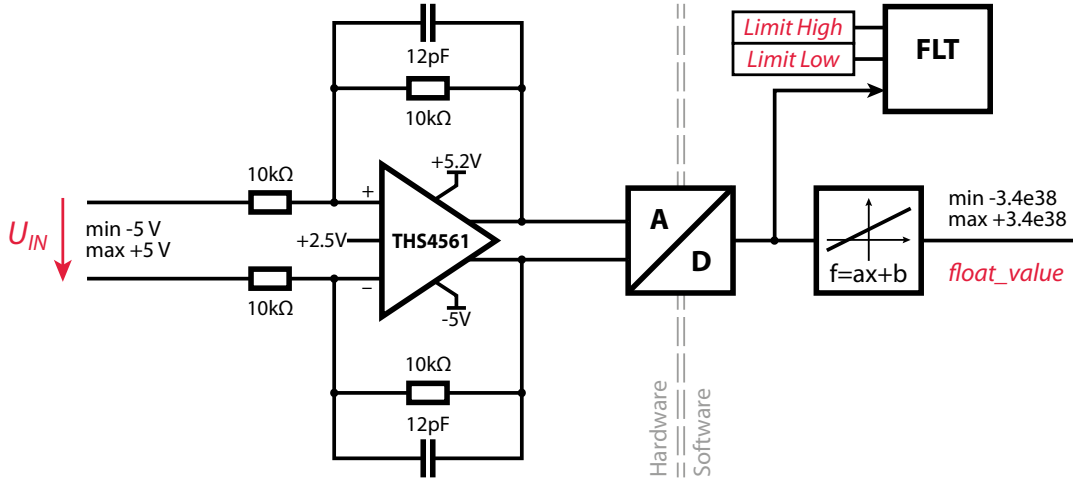 12pF
10kΩ
Limit High
Limit Low
FLT
10kΩ
+
+5.2V
U_IN
min -5 V
max +5 V
+2.5V
THS4561
A
D
f=ax+b
min -3.4e38
max +3.4e38
float_value
−
-5V
10kΩ
10kΩ
12pF
Hardware
Software